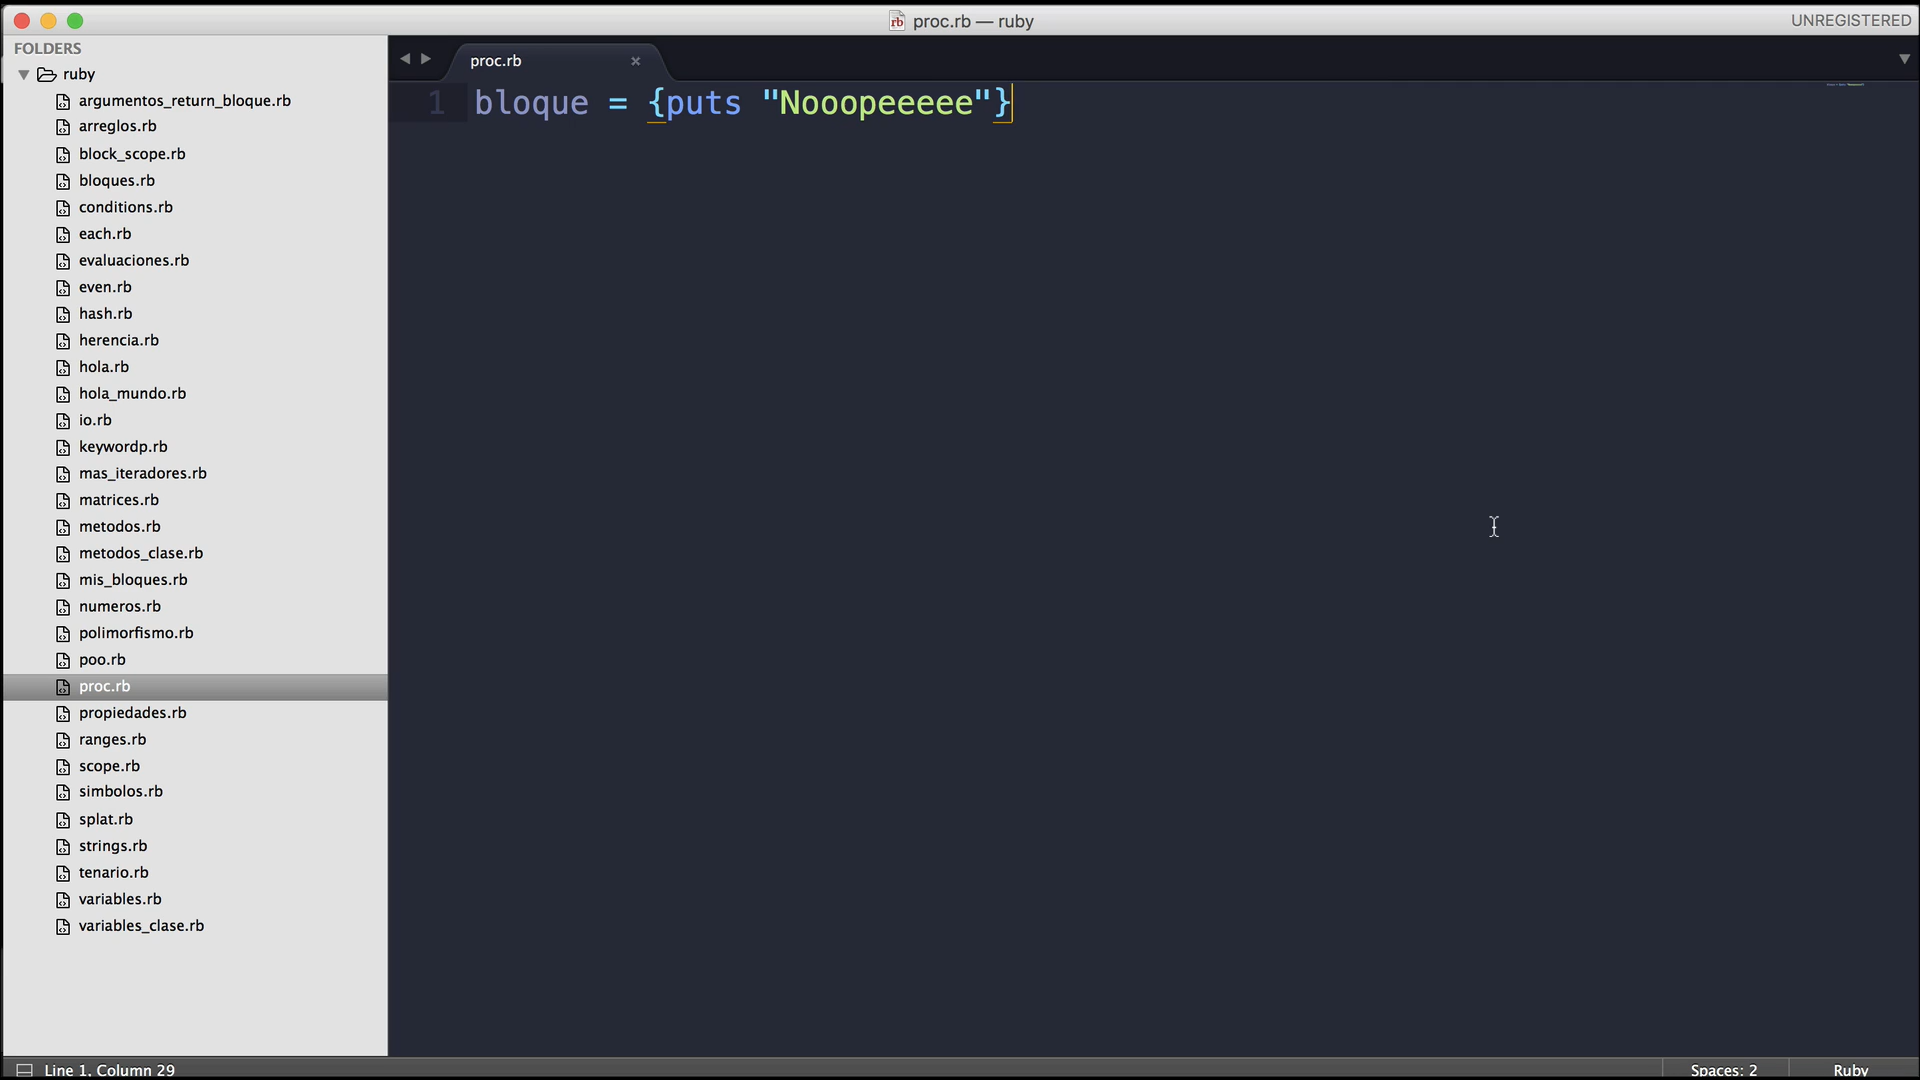 proc.rb — ruby
UNREGISTERED
FOLDERS
ruby
argumentos_return_bloque.rb
arreglos.rb
block_scope.rb
bloques.rb
conditions.rb
each.rb
evaluaciones.rb
even.rb
hash.rb
herencia.rb
hola.rb
hola_mundo.rb
io.rb
keywordp.rb
mas_iteradores.rb
matrices.rb
metodos.rb
metodos_clase.rb
mis_bloques.rb
numeros.rb
polimorfismo.rb
poo.rb
proc.rb
propiedades.rb
ranges.rb
scope.rb
simbolos.rb
splat.rb
strings.rb
tenario.rb
variables.rb
variables_clase.rb
proc.rb
1 bloque = {puts "Nooopeeeee"}
Line 1, Column 29
Spaces: 2
Ruby